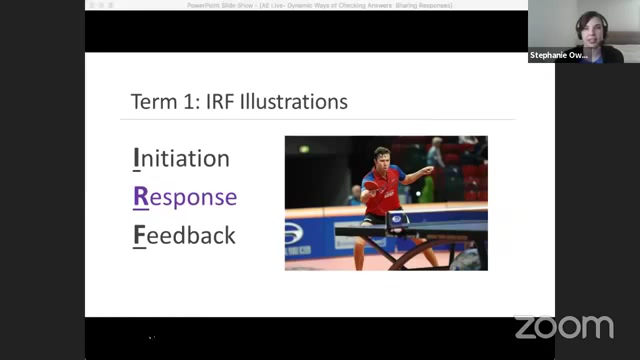 PowerPoint Slide Show - [AE Live- Dynamic Ways of Checking Answers Sharing Responses]
Stephanie Ow...
Term 1: IRF Illustrations
Initiation
Response
Feedback
zoom